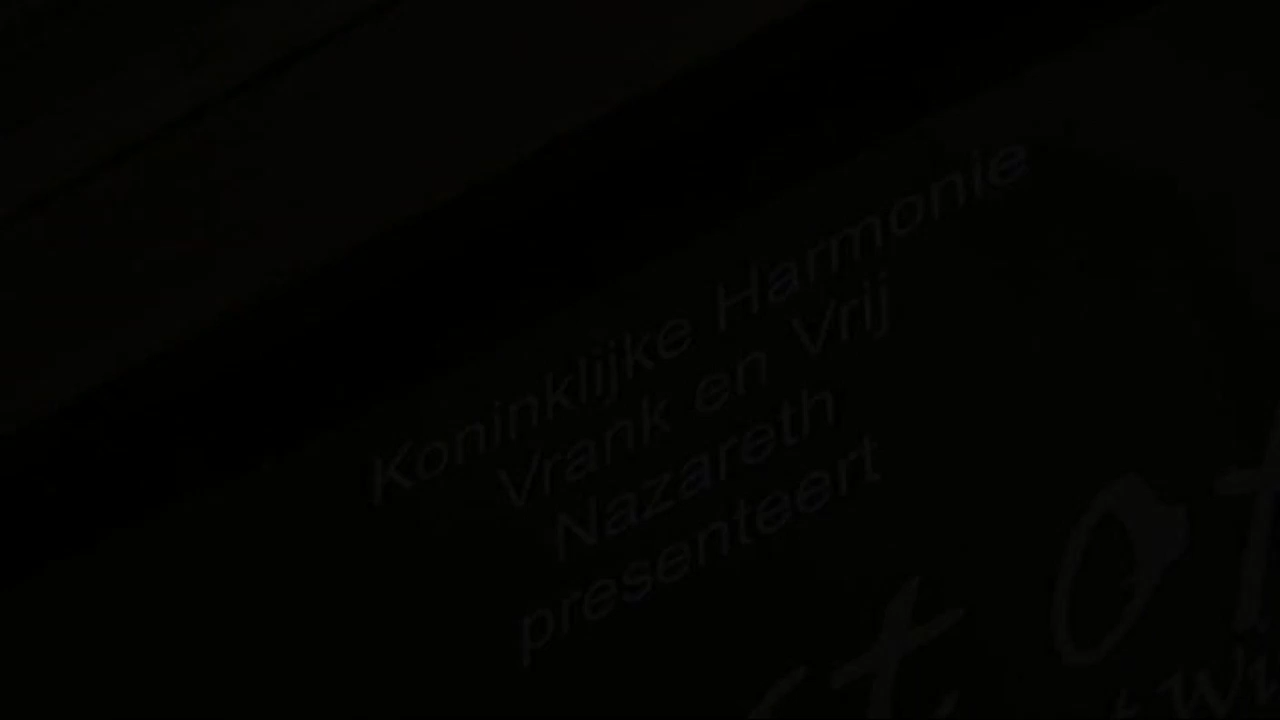 Koninklijke Harmonie
Vrank en Vrij
Nazareth
presenteert